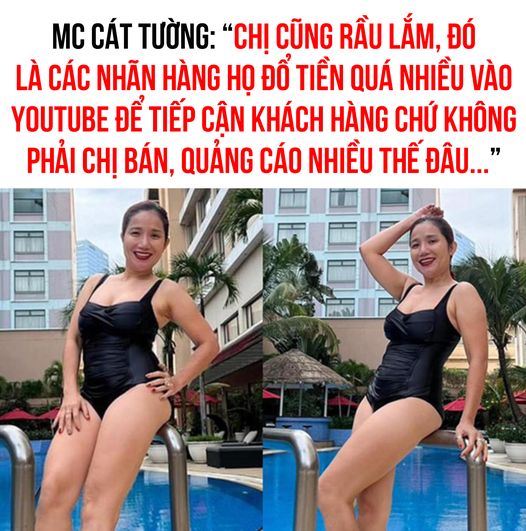 MC CÁT TƯỜNG: “CHỊ CŨNG RẦU LẮM, ĐÓ
LÀ CÁC NHÃN HÀNG HỌ ĐỔ TIỀN QUÁ NHIỀU VÀO
YOUTUBE ĐỂ TIẾP CẬN KHÁCH HÀNG CHỨ KHÔNG
PHẢI CHỊ BÁN, QUẢNG CÁO NHIỀU THẾ ĐÂU...”